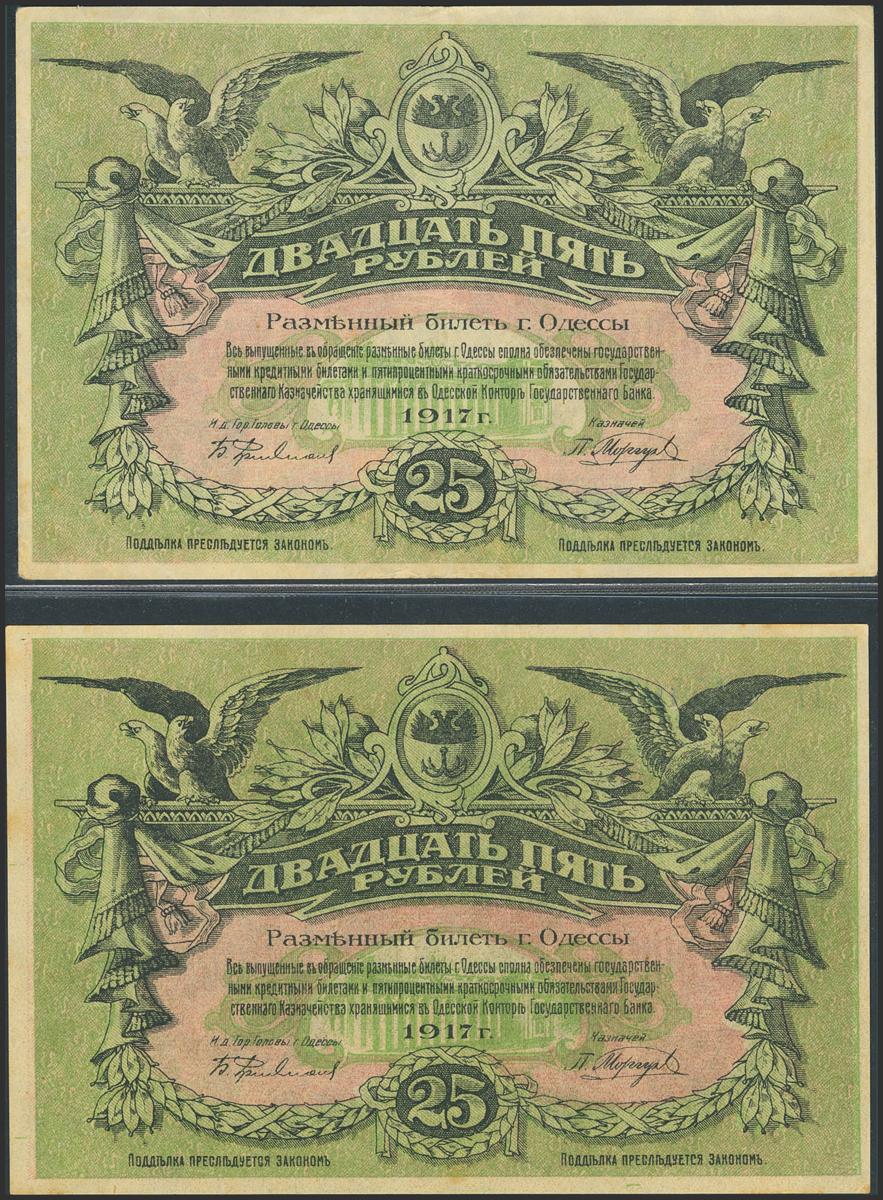 ДВАДЦАТЬ ПЯТЬ
РУБЛЕЙ
Размѣнный билетъ г. Одессы
Всѣ выпущенные въ обращенiе размѣнные билеты г. Одессы сполна обезпечены государствен-
ными кредитными билетами и пятипроцентными краткосрочными обязательствами Государ-
ственнаго Казначейства хранящимися въ Одесской Конторѣ Государственнаго Банка.
1917 г.
И. д. Гор. Головы г. Одессы Казначей
25
Поддѣлка преслѣдуется закономъ. Поддѣлка преслѣдуется закономъ.
ДВАДЦАТЬ ПЯТЬ
РУБЛЕЙ
Размѣнный билетъ г. Одессы
Всѣ выпущенные въ обращенiе размѣнные билеты г. Одессы сполна обезпечены государствен-
ными кредитными билетами и пятипроцентными краткосрочными обязательствами Государ-
ственнаго Казначейства хранящимися въ Одесской Конторѣ Государственнаго Банка.
1917 г.
И. д. Гор. Головы г. Одессы Казначей
25
Поддѣлка преслѣдуется закономъ Поддѣлка преслѣдуется закономъ.